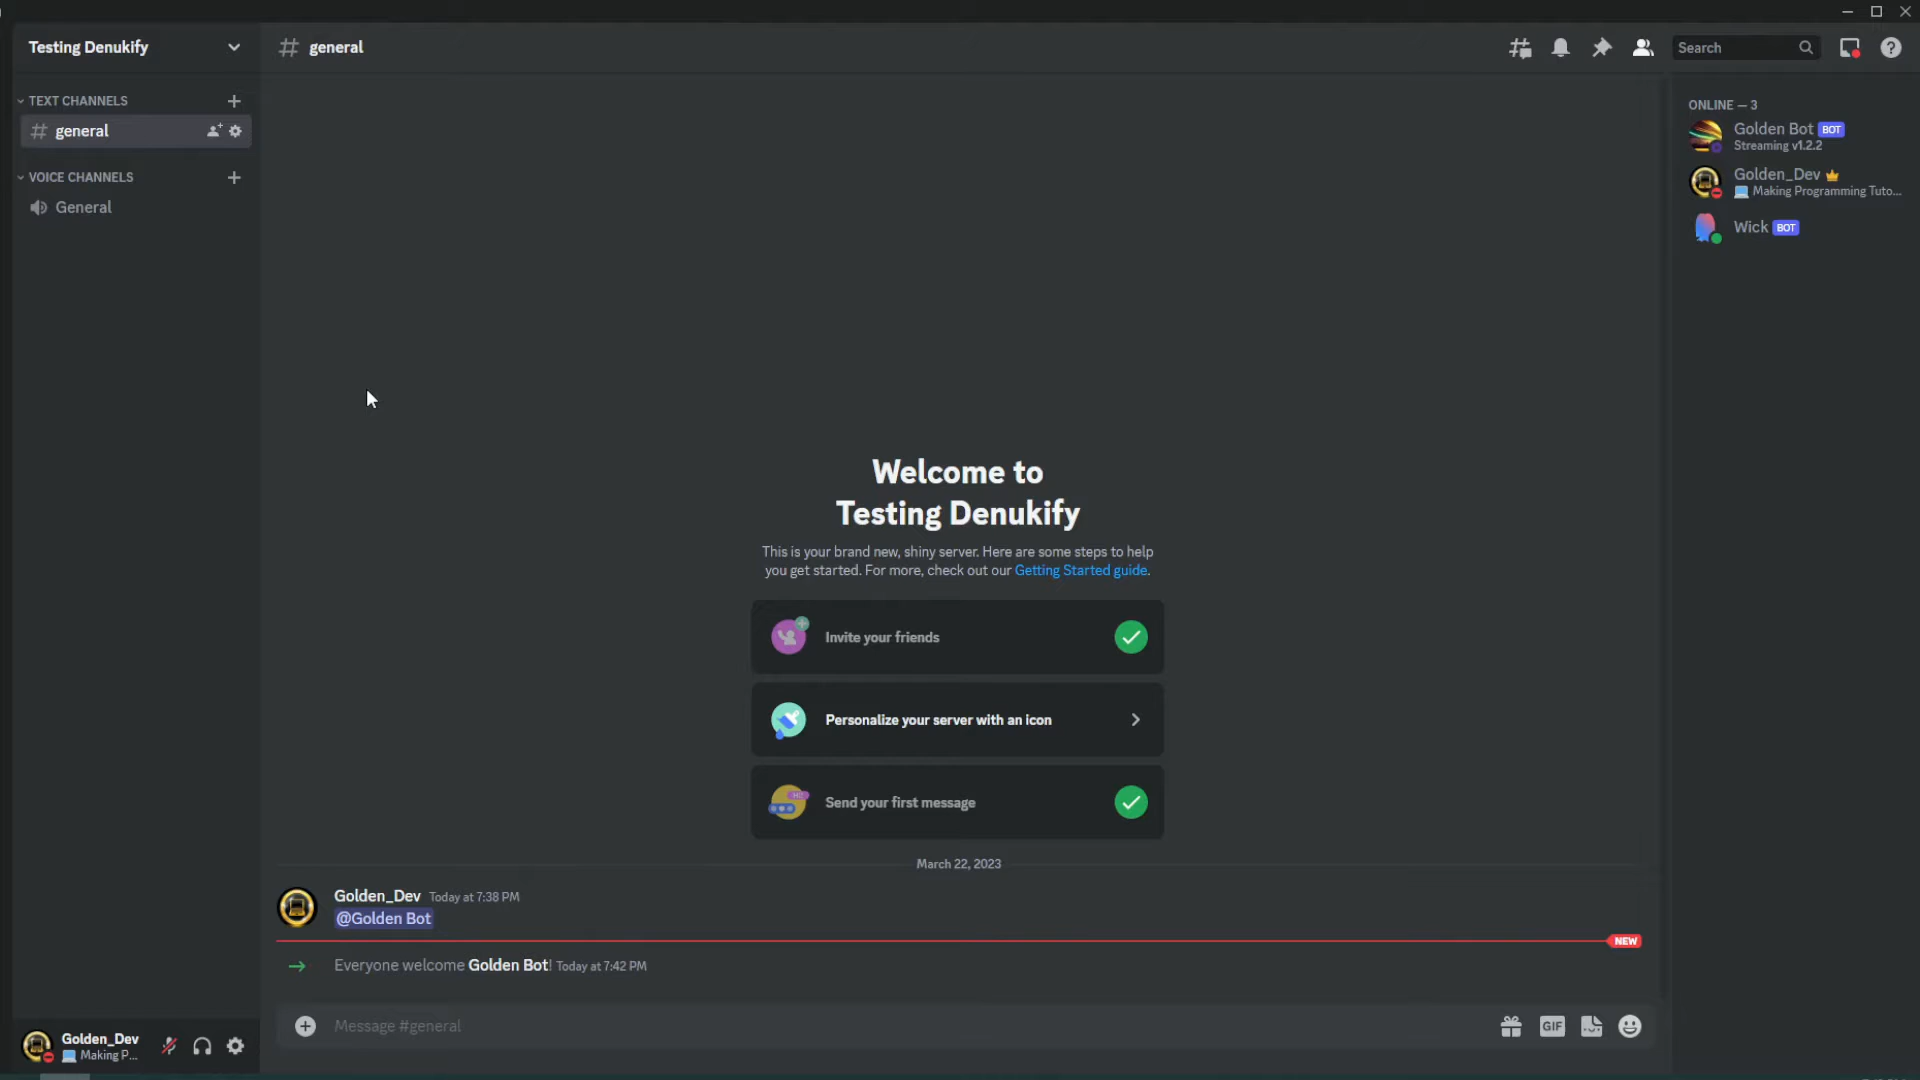 Testing Denukify
general
Search
TEXT CHANNELS
general
VOICE CHANNELS
General
ONLINE — 3
Golden Bot BOT
Streaming v1.2.2
Golden_Dev
Making Programming Tuto...
Wick BOT
Welcome to
Testing Denukify
This is your brand new, shiny server. Here are some steps to help
you get started. For more, check out our Getting Started guide.
Invite your friends
Personalize your server with an icon
Send your first message
March 22, 2023
Golden_Dev Today at 7:38 PM
@Golden Bot
NEW
Everyone welcome Golden Bot! Today at 7:42 PM
Message #general
GIF
Golden_Dev
Making P...